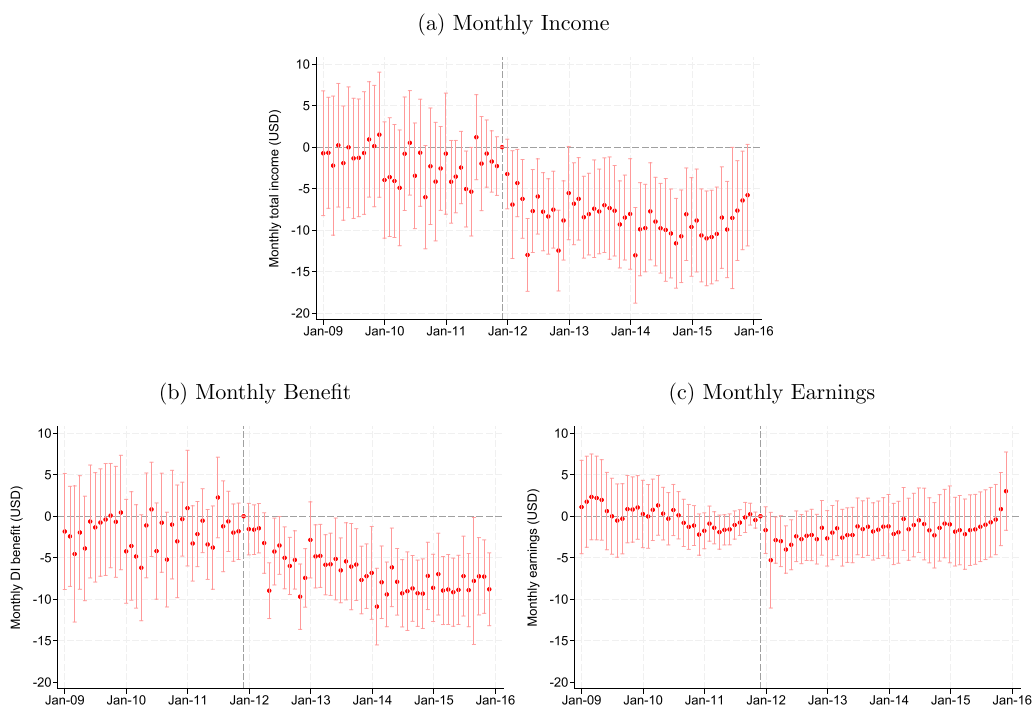 (a) Monthly Income
Monthly total income (USD)
10
5
0
-5
-10
-15
-20
Jan-09 Jan-10 Jan-11 Jan-12 Jan-13 Jan-14 Jan-15 Jan-16
(b) Monthly Benefit
Monthly DI benefit (USD)
10
5
0
-5
-10
-15
-20
Jan-09 Jan-10 Jan-11 Jan-12 Jan-13 Jan-14 Jan-15 Jan-16
(c) Monthly Earnings
Monthly earnings (USD)
10
5
0
-5
-10
-15
-20
Jan-09 Jan-10 Jan-11 Jan-12 Jan-13 Jan-14 Jan-15 Jan-16